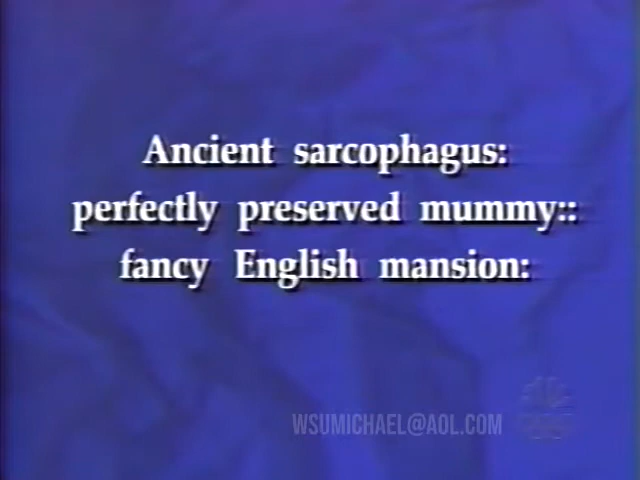 Ancient sarcophagus:
perfectly preserved mummy::
fancy English mansion:
WSUMICHAEL@AOL.COM